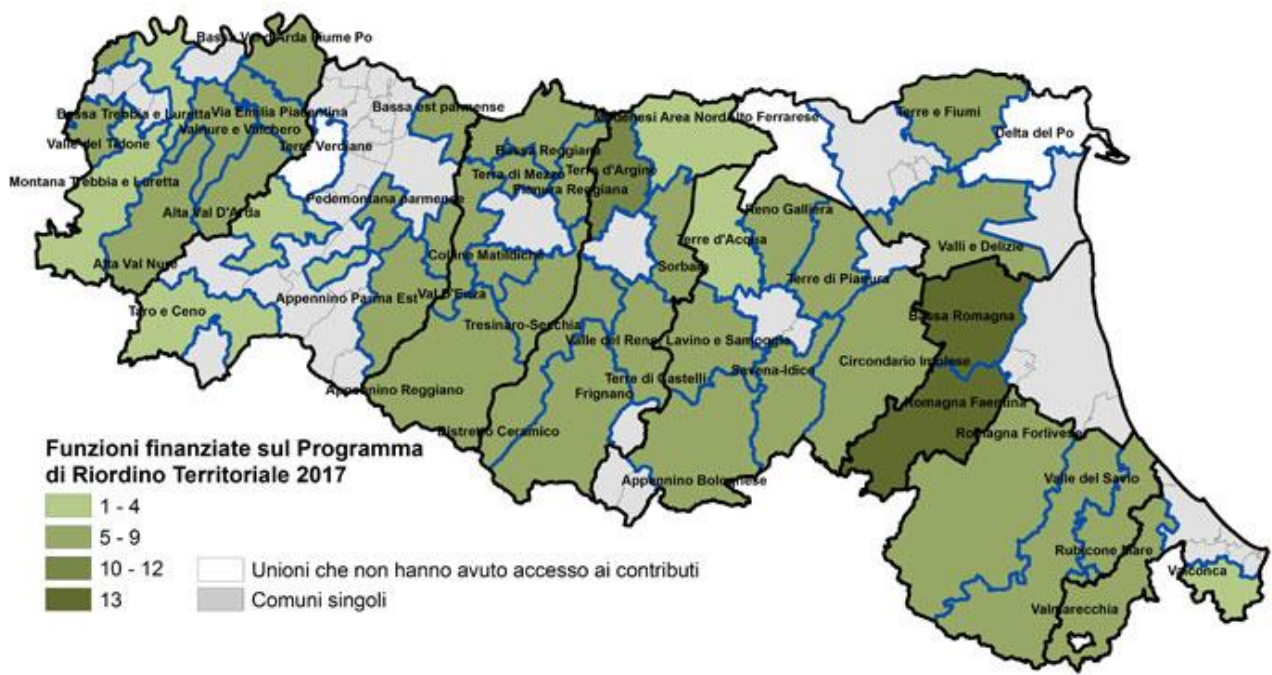 Bassa Val d'Arda Fiume Po
Bassa Trebbia e Luretta
Via Emilia Piacentina
Bassa est parmense
Modenesi Area Nord
Alto Ferrarese
Terre e Fiumi
Delta del Po
Valnure e Valchero
Valle del Tidone
Terre Verdiane
Bassa Reggiana
Terra di Mezzo
Terre d'Argine
Pianura Reggiana
Montana Trebbia e Luretta
Pedemontana parmense
Alta Val D'Arda
Reno Galliera
Terre d'Acqua
Valli e Delizie
Colline Matildiche
Sorbara
Alta Val Nure
Terre di Pianura
Appennino Parma Est
Val D'Enza
Taro e Ceno
Bassa Romagna
Tresinaro-Secchia
Valle del Reno, Lavino e Samoggia
Circondario Imolese
Savena-Idice
Terre di Castelli
Appennino Reggiano
Frignano
Romagna Faentina
Distretto Ceramico
Romagna Forlivese
Funzioni finanziate sul Programma
di Riordino Territoriale 2017
Appennino Bolognese
Valle del Savio
1 - 4
5 - 9
10 - 12
13
Unioni che non hanno avuto accesso ai contributi
Comuni singoli
Rubicone Mare
Valconca
Valmarecchia